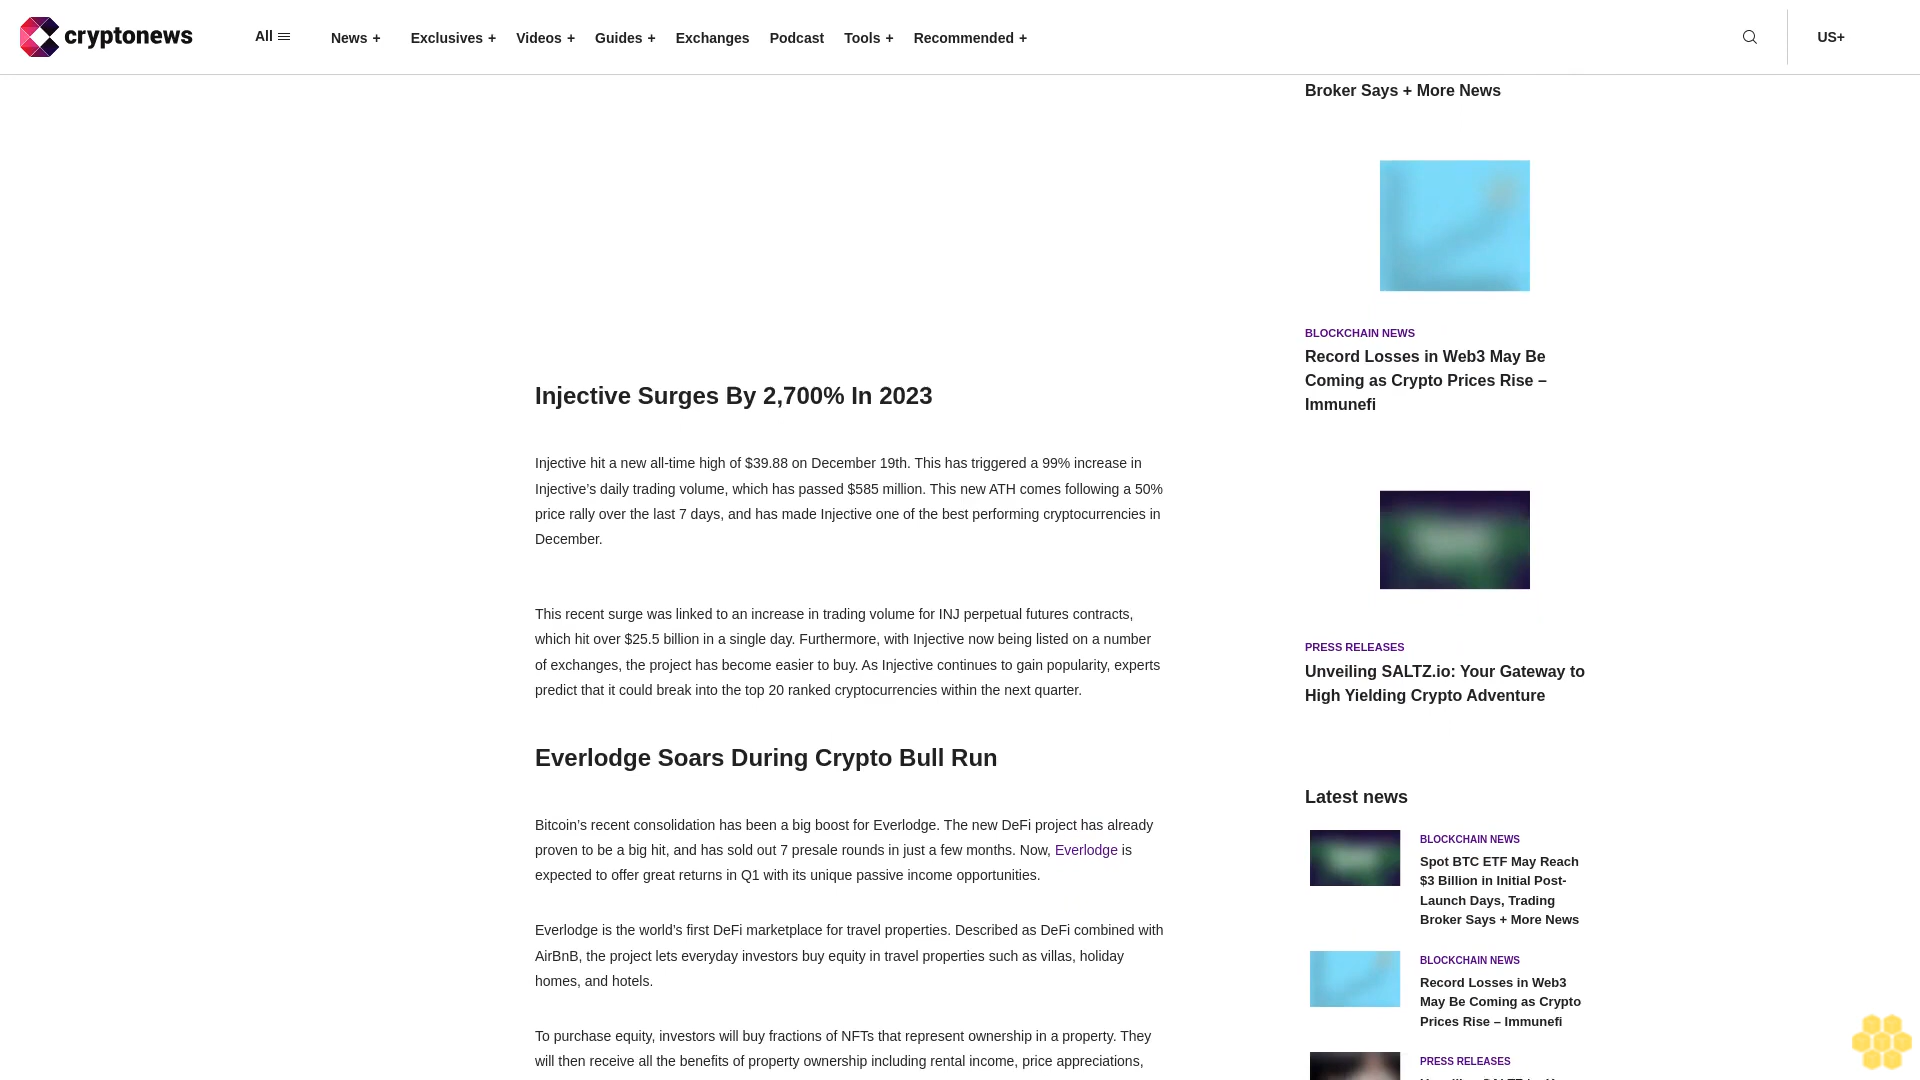 cryptonews
All
News +
Exclusives +
Videos +
Guides +
Exchanges
Podcast
Tools +
Recommended +
US+
Injective Surges By 2,700% In 2023
Injective hit a new all-time high of $39.88 on December 19th. This has triggered a 99% increase in
Injective’s daily trading volume, which has passed $585 million. This new ATH comes following a 50%
price rally over the last 7 days, and has made Injective one of the best performing cryptocurrencies in
December.
This recent surge was linked to an increase in trading volume for INJ perpetual futures contracts,
which hit over $25.5 billion in a single day. Furthermore, with Injective now being listed on a number
of exchanges, the project has become easier to buy. As Injective continues to gain popularity, experts
predict that it could break into the top 20 ranked cryptocurrencies within the next quarter.
Everlodge Soars During Crypto Bull Run
Bitcoin’s recent consolidation has been a big boost for Everlodge. The new DeFi project has already
proven to be a big hit, and has sold out 7 presale rounds in just a few months. Now, Everlodge is
expected to offer great returns in Q1 with its unique passive income opportunities.
Everlodge is the world’s first DeFi marketplace for travel properties. Described as DeFi combined with
AirBnB, the project lets everyday investors buy equity in travel properties such as villas, holiday
homes, and hotels.
To purchase equity, investors will buy fractions of NFTs that represent ownership in a property. They
will then receive all the benefits of property ownership including rental income, price appreciations,
Broker Says + More News
BLOCKCHAIN NEWS
Record Losses in Web3 May Be
Coming as Crypto Prices Rise –
Immunefi
PRESS RELEASES
Unveiling SALTZ.io: Your Gateway to
High Yielding Crypto Adventure
Latest news
BLOCKCHAIN NEWS
Spot BTC ETF May Reach
$3 Billion in Initial Post-
Launch Days, Trading
Broker Says + More News
BLOCKCHAIN NEWS
Record Losses in Web3
May Be Coming as Crypto
Prices Rise – Immunefi
PRESS RELEASES